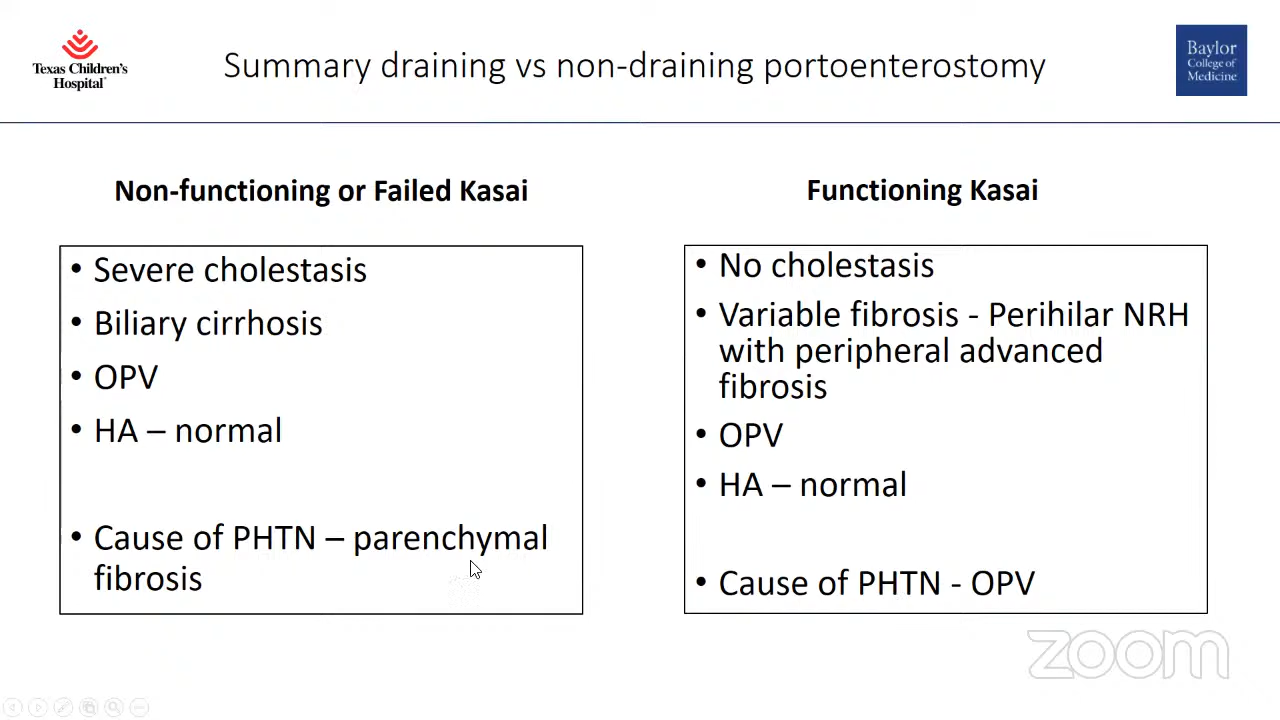 Texas Children's
Hospital
Summary draining vs non-draining portoenterostomy
Baylor
College of
Medicine
Non-functioning or Failed Kasai
• Severe cholestasis
• Biliary cirrhosis
• OPV
• HA – normal
• Cause of PHTN – parenchymal
fibrosis
Functioning Kasai
• No cholestasis
• Variable fibrosis - Perihilar NRH
with peripheral advanced
fibrosis
• OPV
• HA – normal
• Cause of PHTN - OPV
zoom